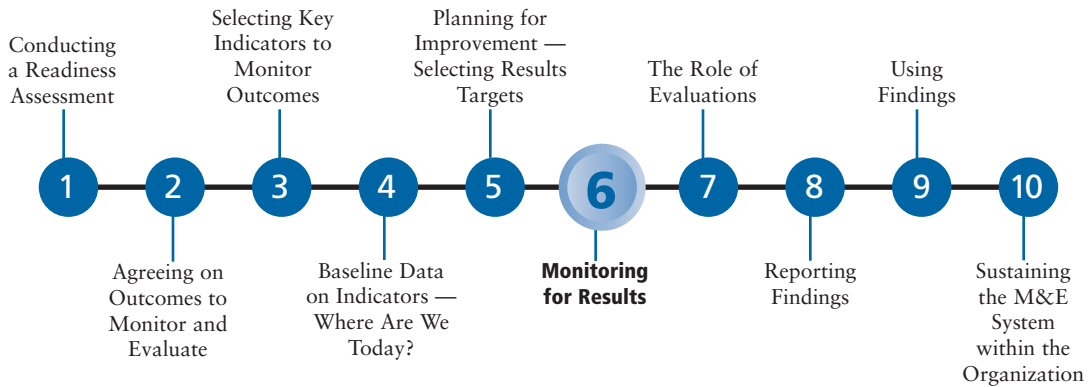 Conducting
a Readiness
Assessment
1
Agreeing on
Outcomes to
Monitor and
Evaluate
2
Selecting Key
Indicators to
Monitor
Outcomes
3
Baseline Data
on Indicators —
Where Are We
Today?
4
Planning for
Improvement —
Selecting Results
Targets
5
Monitoring
for Results
6
The Role of
Evaluations
7
Reporting
Findings
8
Using
Findings
9
Sustaining
the M&E
System
within the
Organization
10